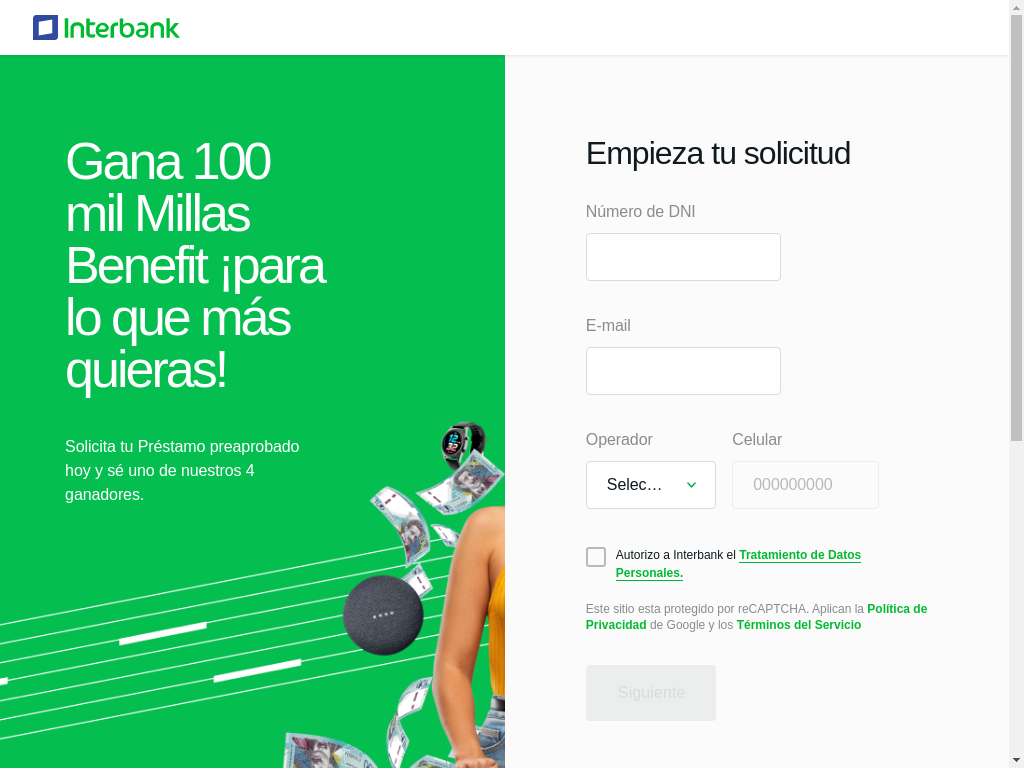 Interbank
Gana 100
mil Millas
Benefit ¡para
lo que más
quieras!
Solicita tu Préstamo preaprobado
hoy y sé uno de nuestros 4
ganadores.
Empieza tu solicitud
Número de DNI
E-mail
Operador
Celular
Selec…
000000000
Autorizo a Interbank el Tratamiento de Datos
Personales.
Este sitio esta protegido por reCAPTCHA. Aplican la Política de
Privacidad de Google y los Términos del Servicio
Siguiente